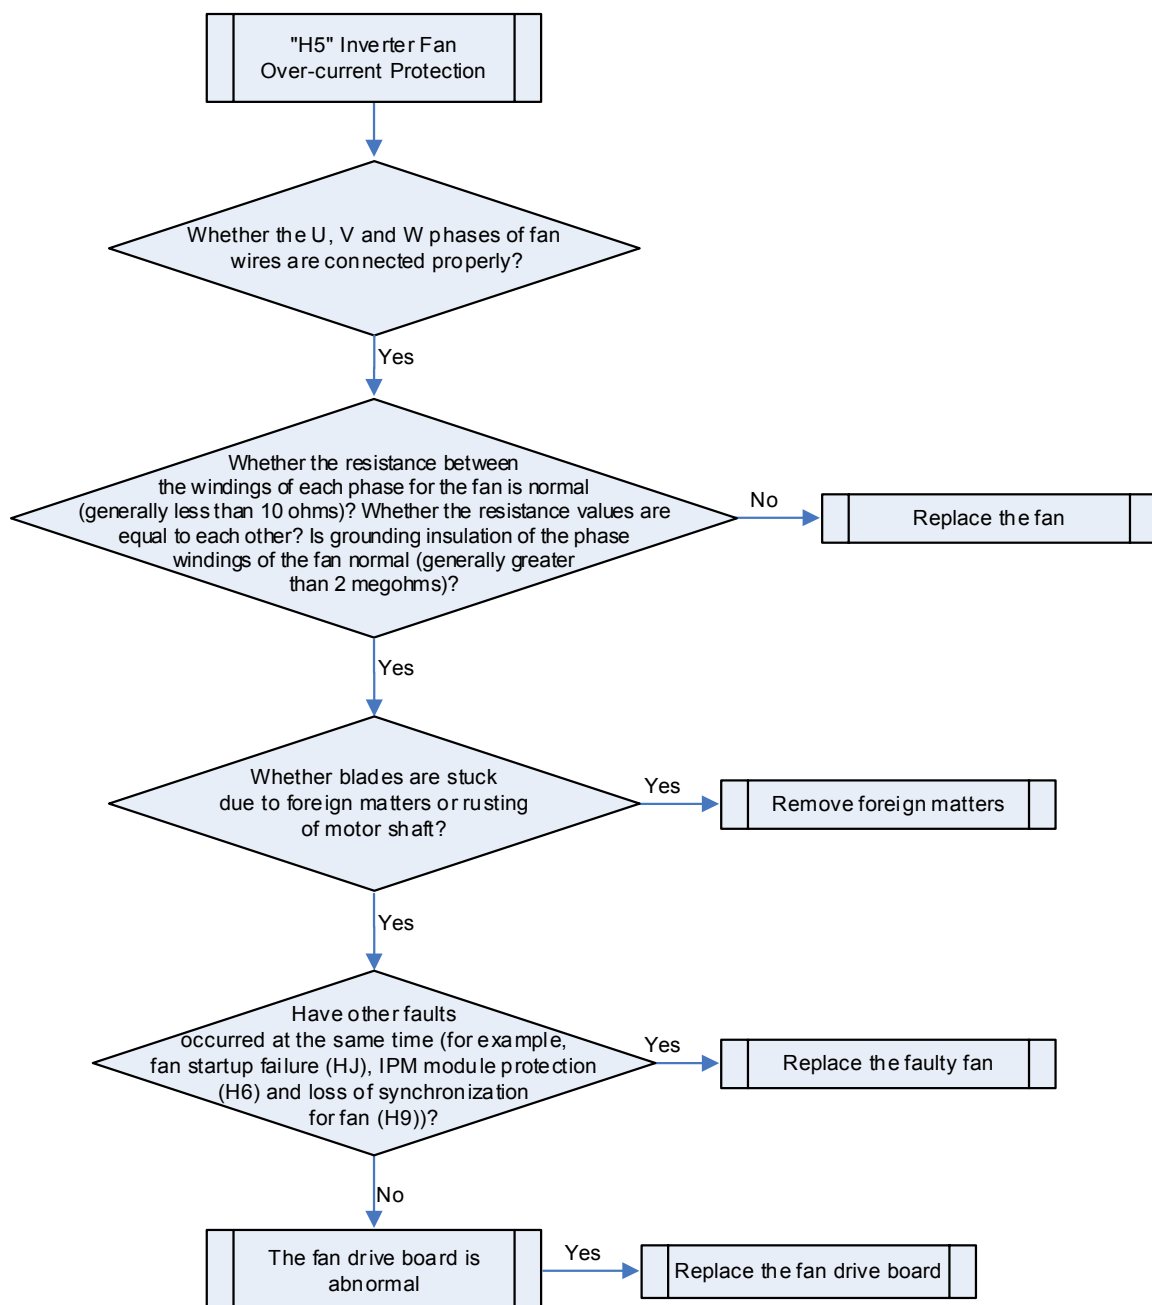 "H5" Inverter Fan
Over-current Protection
Whether the U, V and W phases of fan
wires are connected properly?
Yes
Whether the resistance between
the windings of each phase for the fan is normal
(generally less than 10 ohms)? Whether the resistance values are
equal to each other? Is grounding insulation of the phase
windings of the fan normal (generally greater
than 2 megohms)?
No
Replace the fan
Yes
Whether blades are stuck
due to foreign matters or rusting
of motor shaft?
Yes
Remove foreign matters
Yes
Have other faults
occurred at the same time (for example,
fan startup failure (HJ), IPM module protection
(H6) and loss of synchronization
for fan (H9))?
Yes
Replace the faulty fan
No
The fan drive board is
abnormal
Yes
Replace the fan drive board